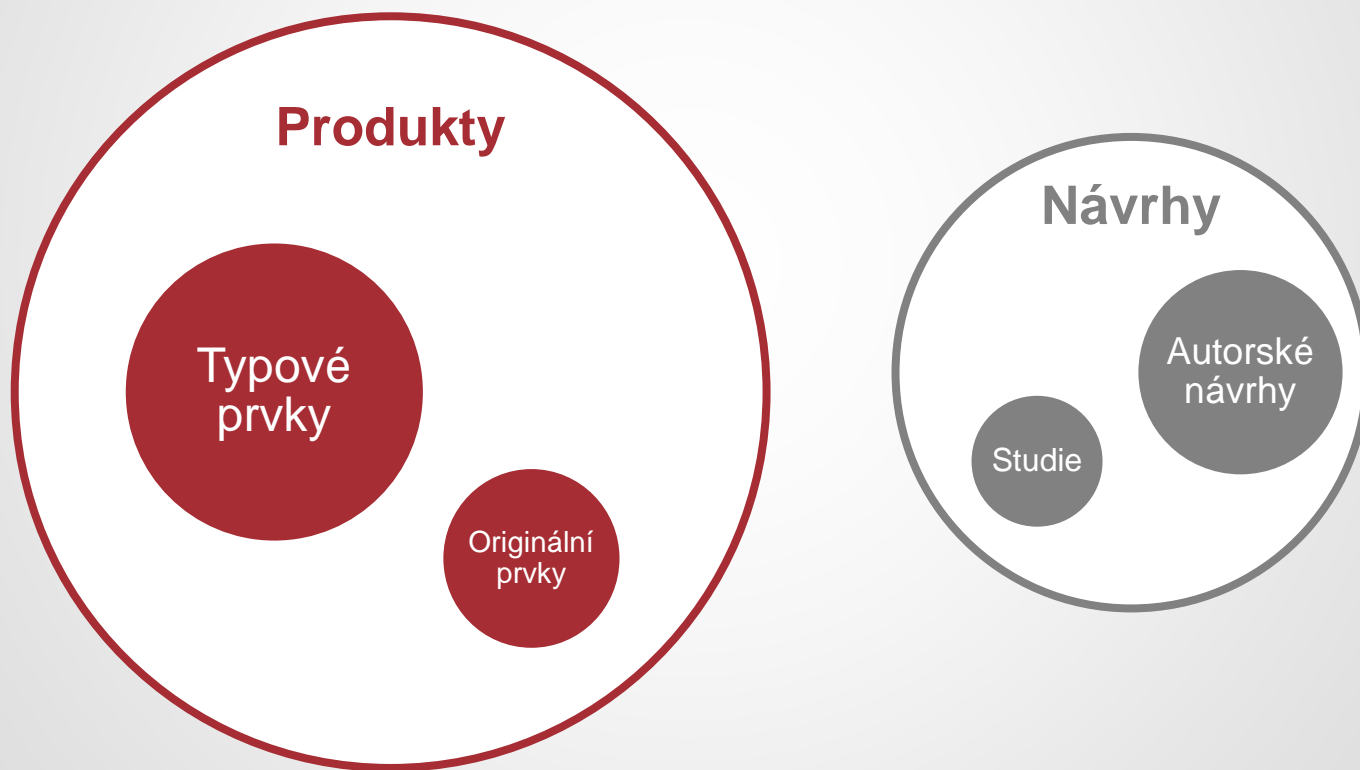 Produkty
Typové
prvky
Originální
prvky
Návrhy
Autorské
návrhy
Studie